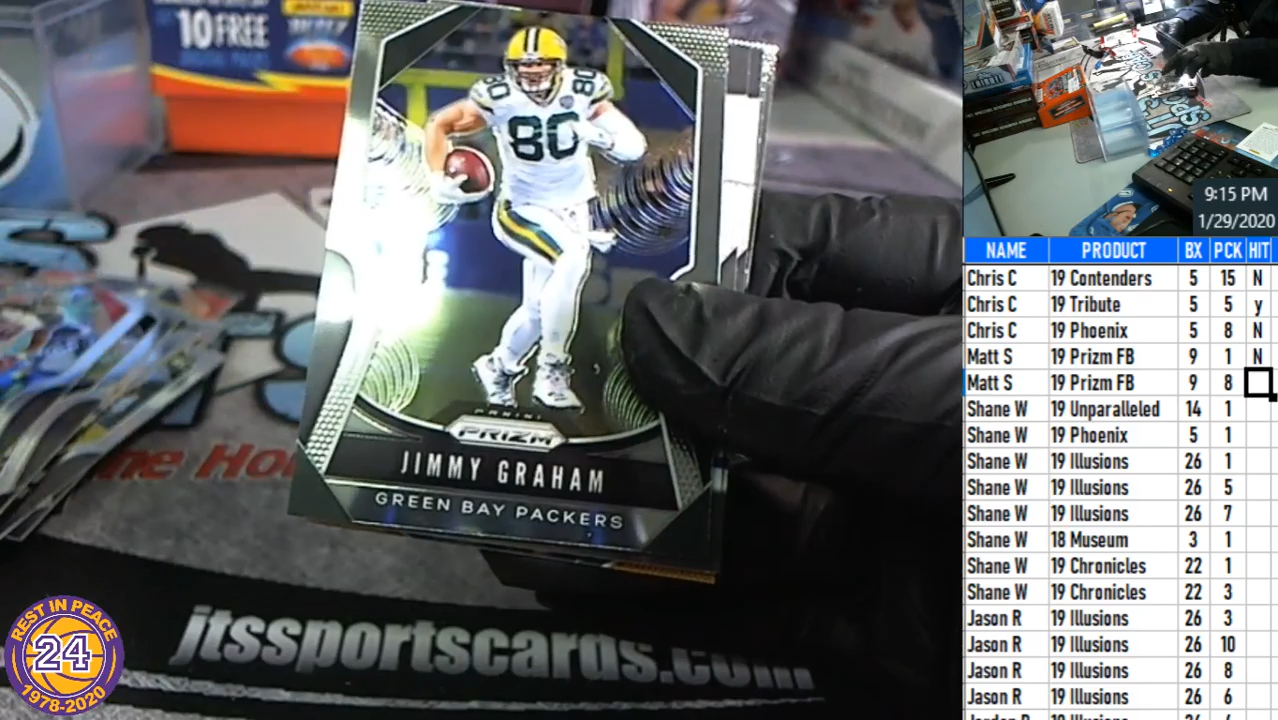 10 FREE
80
80
80
PANINI
PRIZM
JIMMY GRAHAM
GREEN BAY PACKERS
jtssportscards.com
REST IN PEACE
24
1978-2020
9:15 PM
1/29/2020
NAME PRODUCT BX PCK HIT
Chris C 19 Contenders 5 15 N
Chris C 19 Tribute 5 5 y
Chris C 19 Phoenix 5 8 N
Matt S 19 Prizm FB 9 1 N
Matt S 19 Prizm FB 9 8
Shane W 19 Unparalleled 14 1
Shane W 19 Phoenix 5 1
Shane W 19 Illusions 26 1
Shane W 19 Illusions 26 5
Shane W 19 Illusions 26 7
Shane W 18 Museum 3 1
Shane W 19 Chronicles 22 1
Shane W 19 Chronicles 22 3
Jason R 19 Illusions 26 3
Jason R 19 Illusions 26 10
Jason R 19 Illusions 26 8
Jason R 19 Illusions 26 6